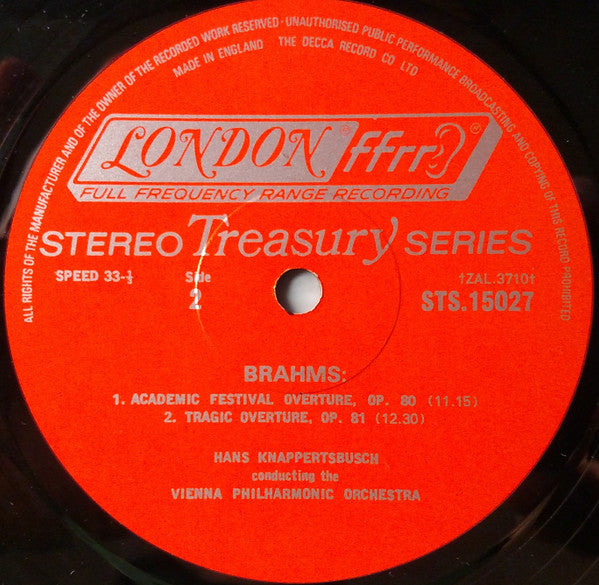 ALL RIGHTS OF THE MANUFACTURER AND OF THE OWNER OF THE RECORDED WORK RESERVED · UNAUTHORISED PUBLIC PERFORMANCE BROADCASTING AND COPYING OF THIS RECORD PROHIBITED
MADE IN ENGLAND THE DECCA RECORD CO LTD
LONDON ® ffrr ®
FULL FREQUENCY RANGE RECORDING
STEREO Treasury SERIES
SPEED 33-⅓ Side †ZAL.3710†
2 STS.15027
BRAHMS:
1. ACADEMIC FESTIVAL OVERTURE, OP. 80 (11.15)
2. TRAGIC OVERTURE, OP. 81 (12.30)
HANS KNAPPERTSBUSCH
conducting the
VIENNA PHILHARMONIC ORCHESTRA